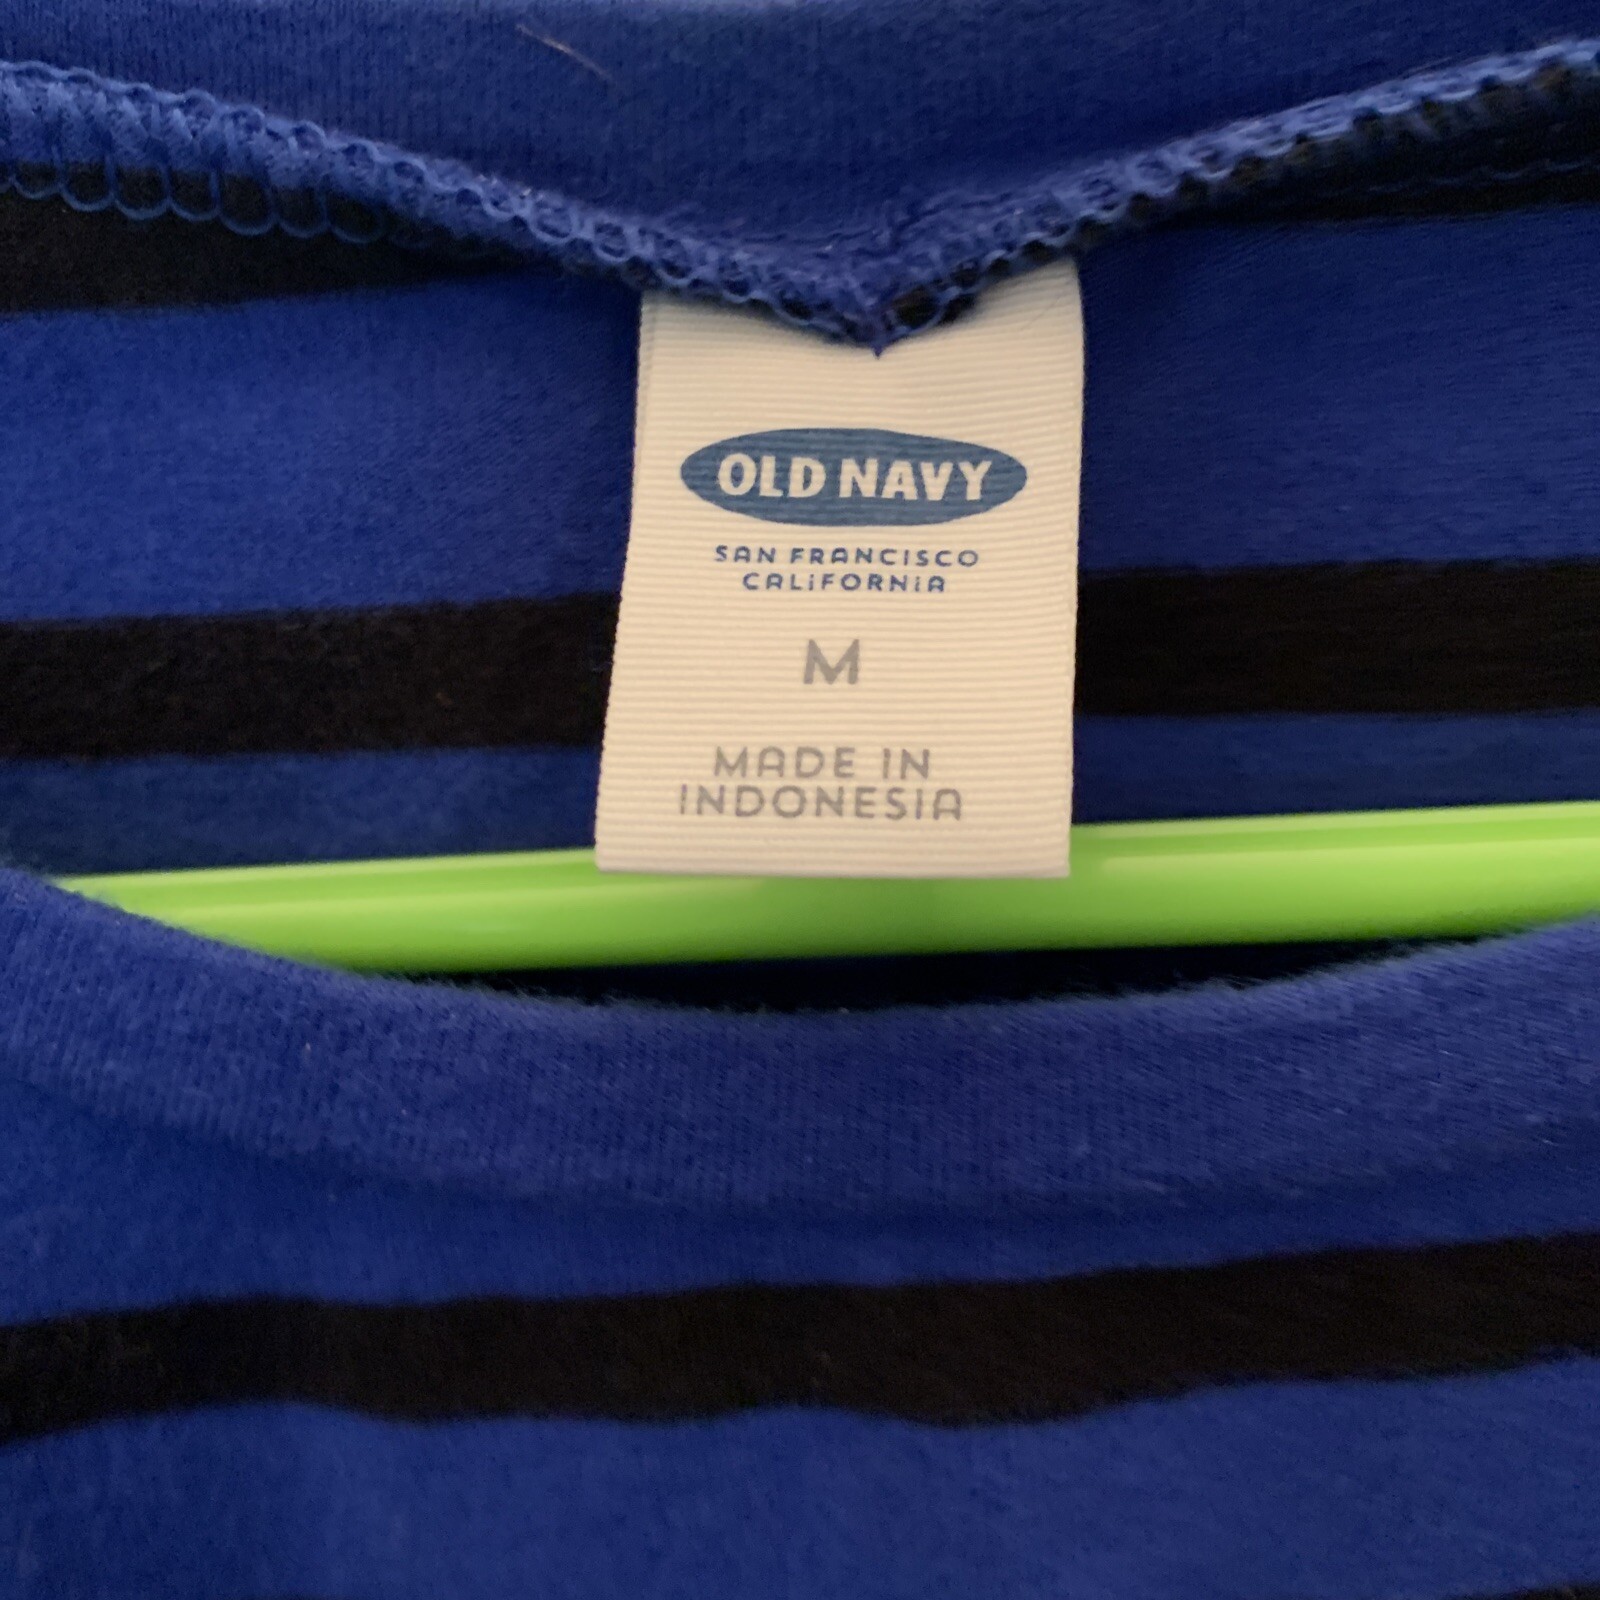 OLD NAVY
SAN FRANCISCO
CALiFORNiA
M
MADE IN
INDONESIA